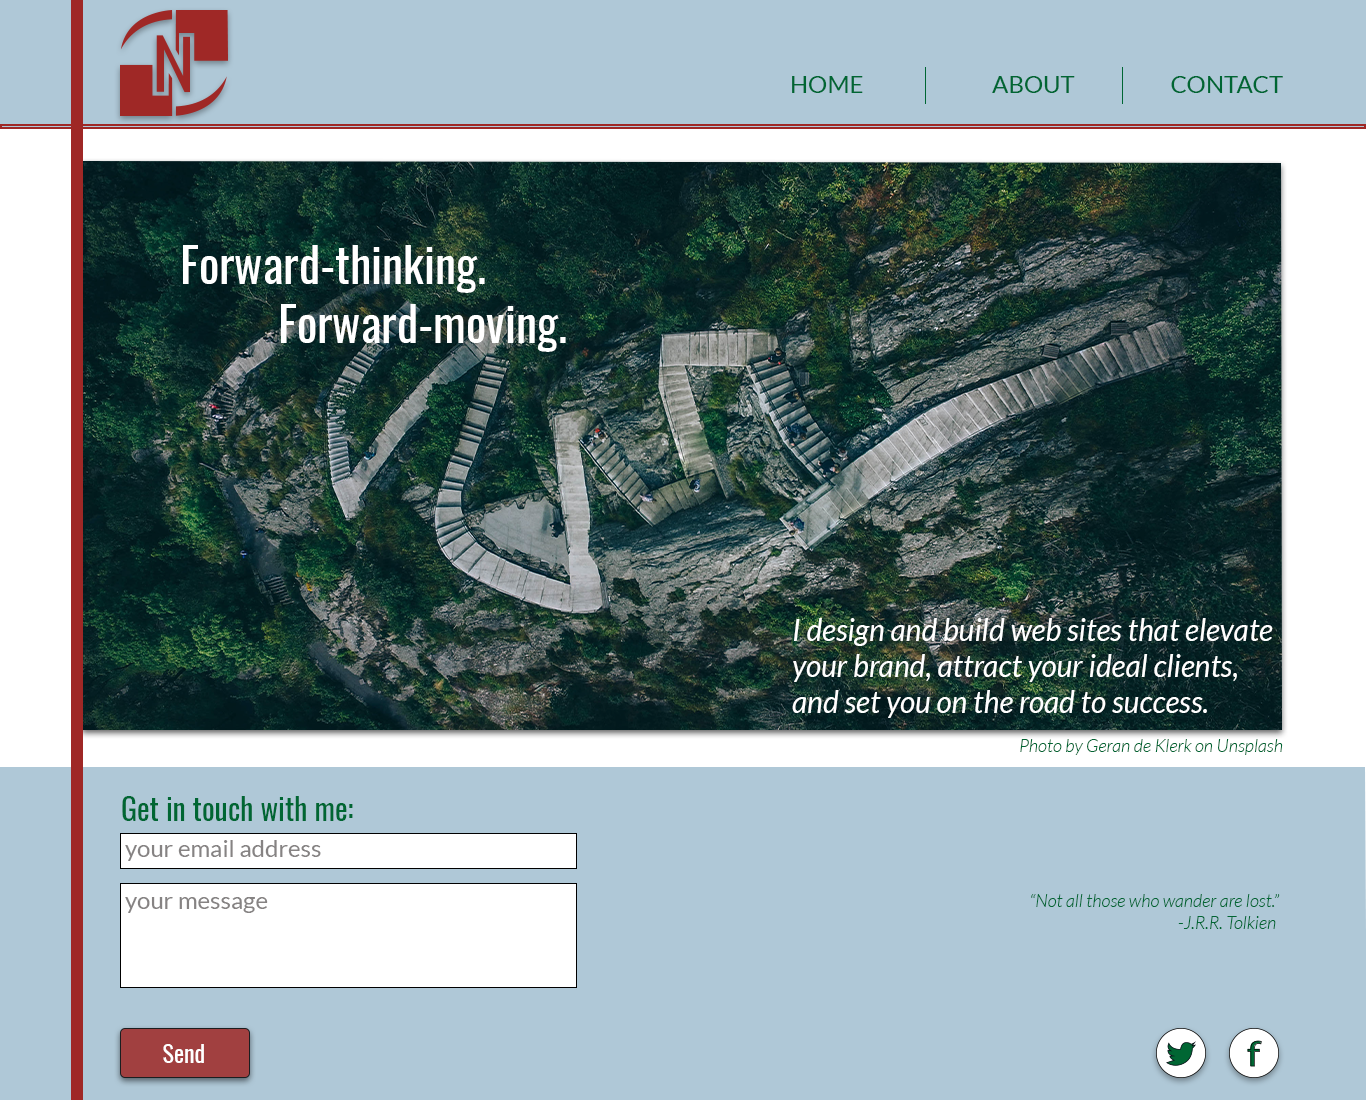 N
HOME
ABOUT
CONTACT
Forward-thinking.
Forward-moving.
I design and build web sites that elevate
your brand, attract your ideal clients,
and set you on the road to success.
Photo by Geran de Klerk on Unsplash
Get in touch with me:
your email address
your message
“Not all those who wander are lost.”
-J.R.R. Tolkien
Send
f